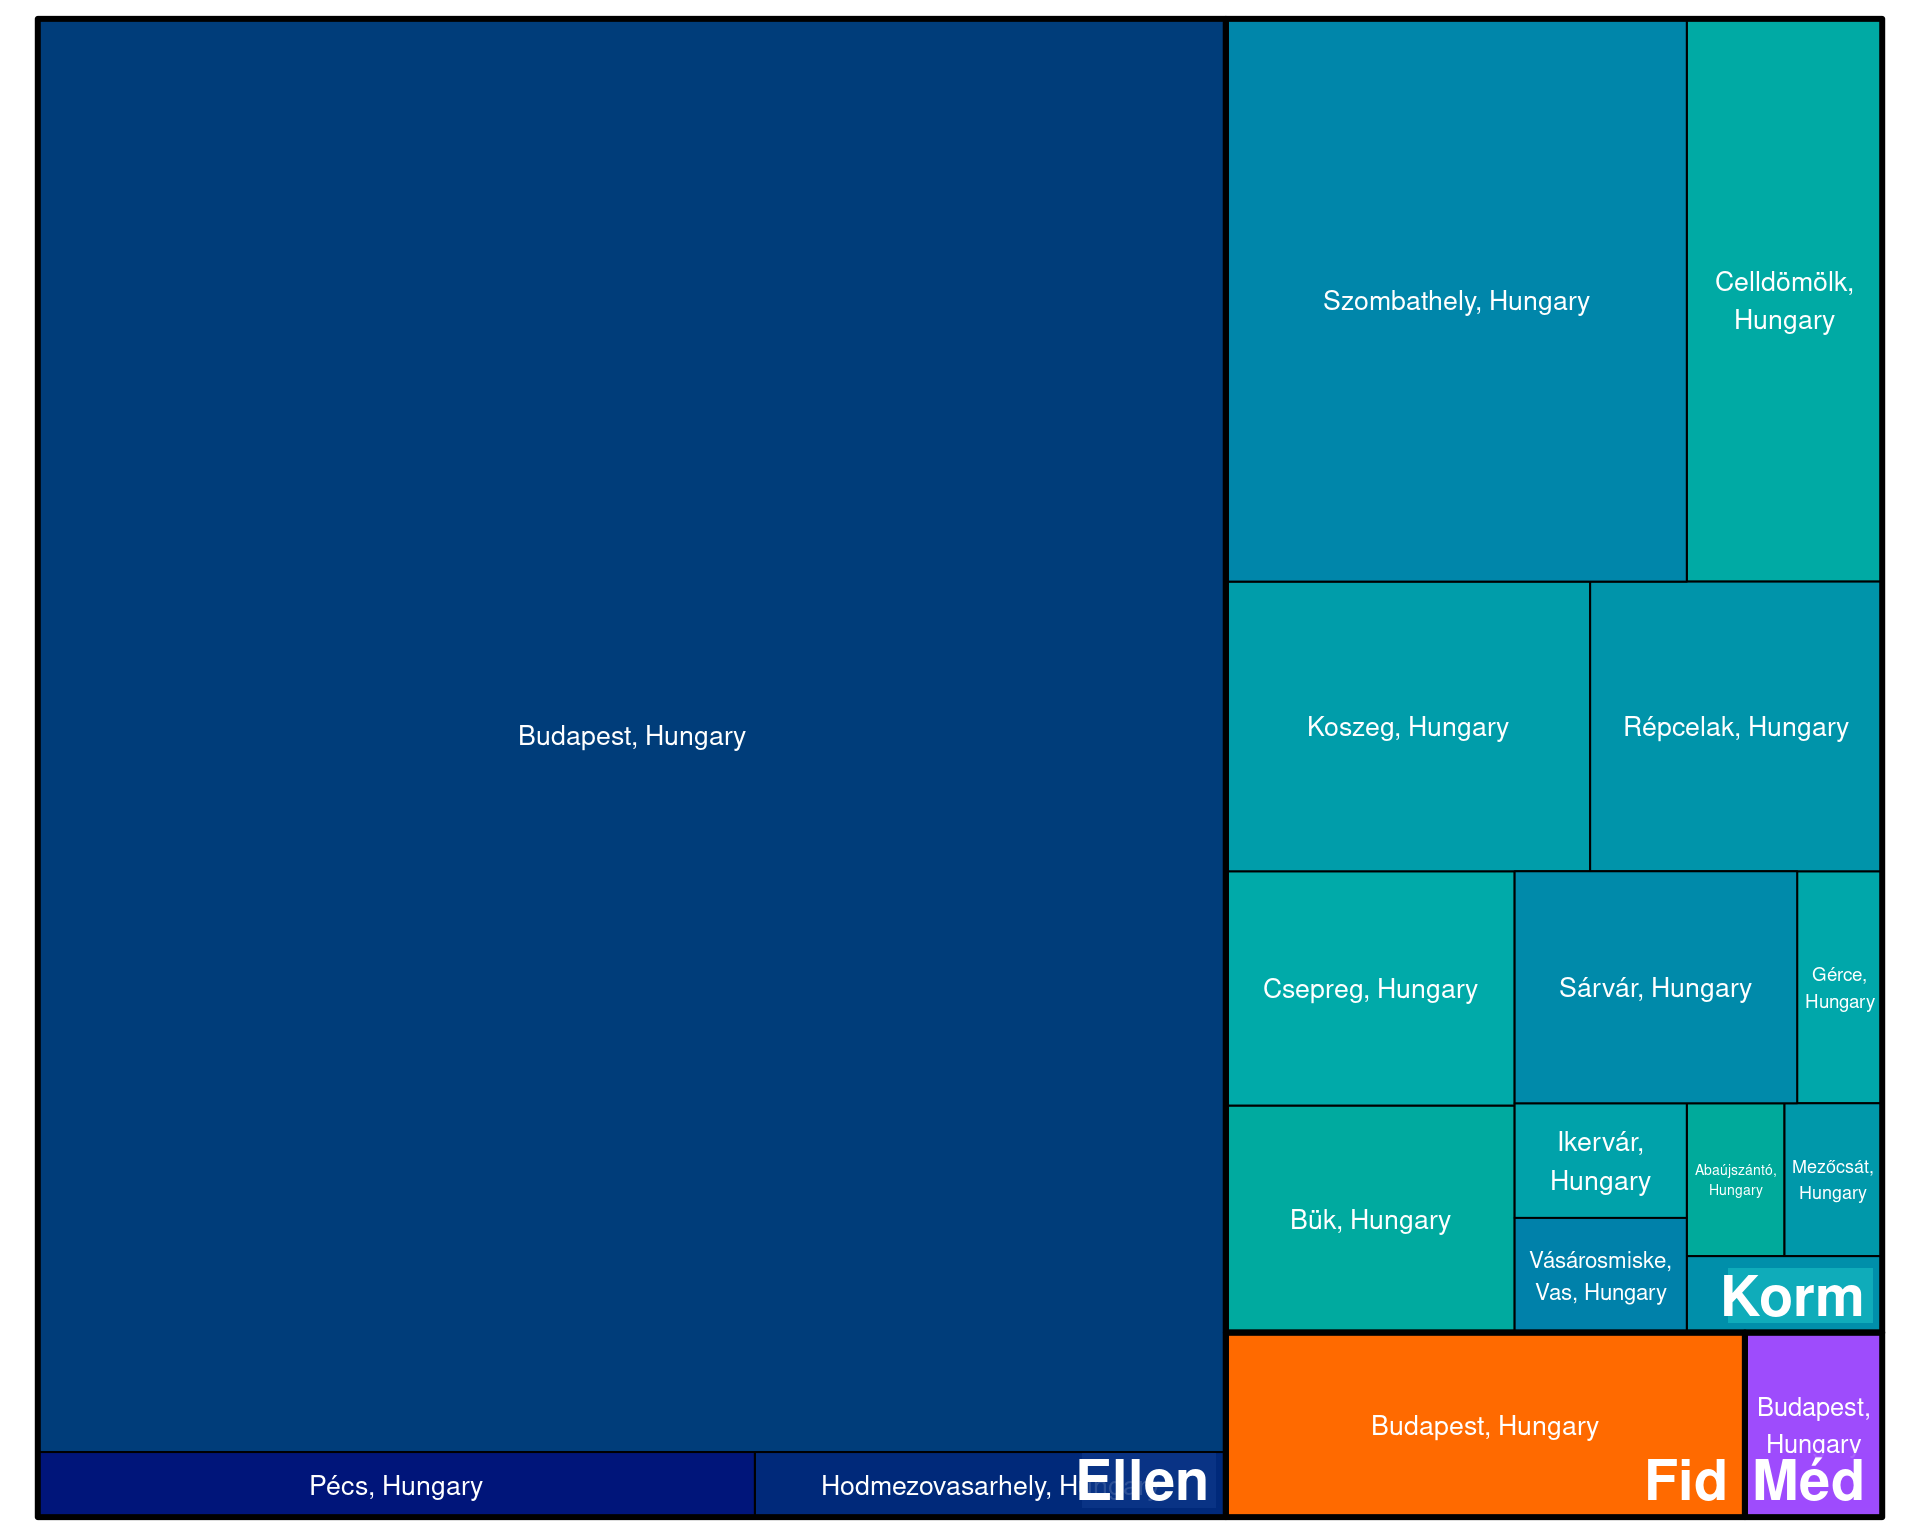 Budapest, Hungary
Pécs, Hungary
Hodmezovasarhely, Hungary
Ellen
Szombathely, Hungary
Celldömölk,
Hungary
Koszeg, Hungary
Répcelak, Hungary
Csepreg, Hungary
Sárvár, Hungary
Gérce,
Hungary
Bük, Hungary
Ikervár,
Hungary
Abaújszántó,
Hungary
Mezőcsát,
Hungary
Vásárosmiske,
Vas, Hungary
Korm
Budapest, Hungary
Fid
Budapest,
Hungary
Méd